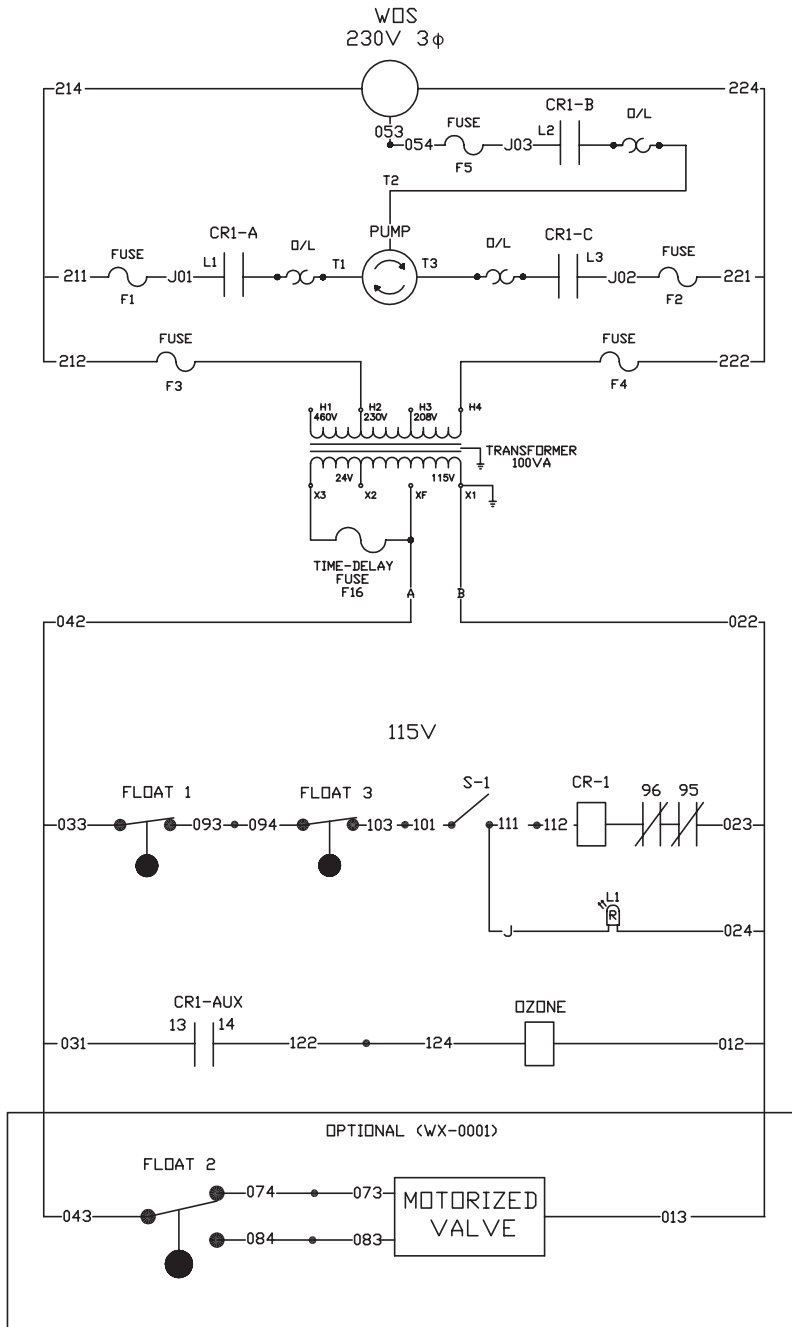 WOS
230V 3ϕ
214
224
CR1-B
O/L
FUSE
053
L2
054
J03
F5
T2
PUMP
CR1-A
O/L
O/L
CR1-C
FUSE
FUSE
L1
T1
T3
L3
211
J01
J02
221
F1
F2
FUSE
FUSE
212
222
F3
F4
H1
H2
H3
H4
460V
230V
208V
TRANSFORMER
100VA
24V
115V
X3
X2
XF
X1
TIME-DELAY
FUSE
F16
A
B
042
022
115V
S-1
CR-1
96
95
FLOAT 1
FLOAT 3
033
093
094
103
101
111
112
023
L1
R
J
024
CR1-AUX
OZONE
13
14
031
122
124
012
OPTIONAL (WX-0001)
FLOAT 2
074
073
MOTORIZED
VALVE
043
013
084
083